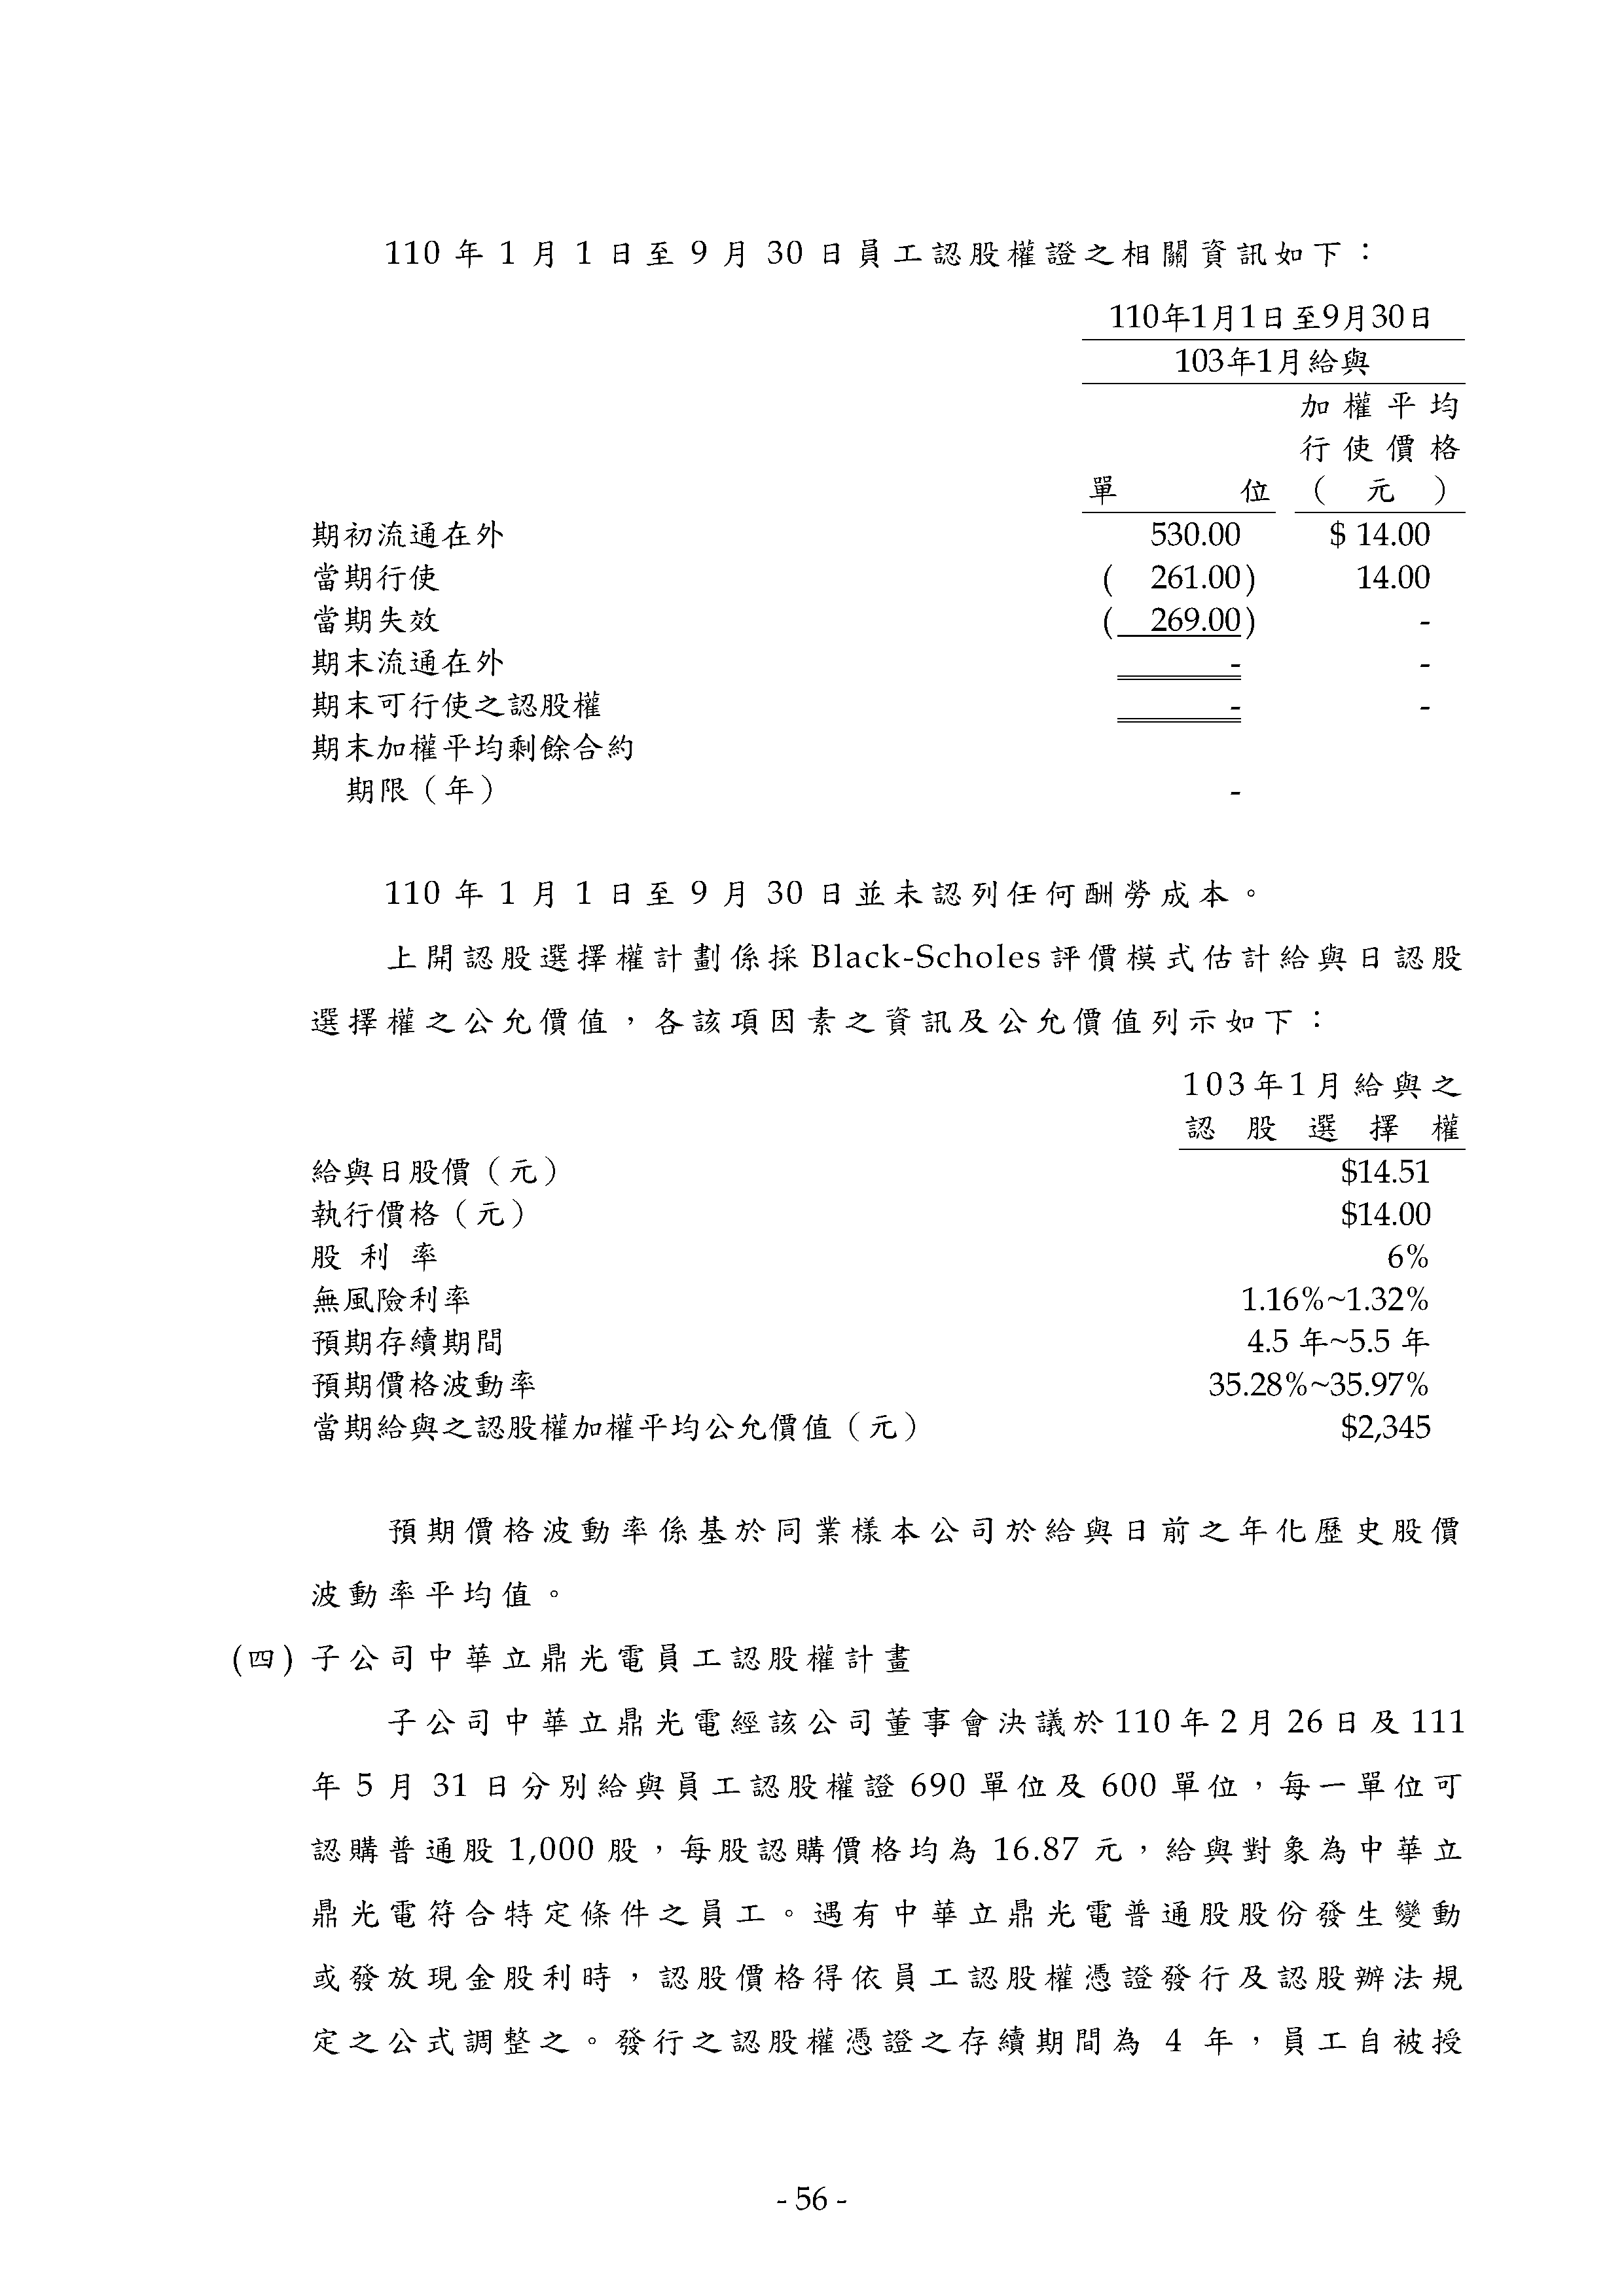 110 年 1 月 1 日至 9 月 30 日員工認股權證之相關資訊如下：
110年1月1日至9月30日
103年1月給與
加權平均
行使價格
單位 （元）
期初流通在外 530.00 $ 14.00
當期行使 ( 261.00) 14.00
當期失效 ( 269.00) -
期末流通在外 - -
期末可行使之認股權 - -
期末加權平均剩餘合約
期限（年） -
110 年 1 月 1 日至 9 月 30 日並未認列任何酬勞成本。
上開認股選擇權計劃係採 Black-Scholes 評價模式估計給與日認股
選擇權之公允價值，各該項因素之資訊及公允價值列示如下：
103年1月給與之
認股選擇權
給與日股價（元） $14.51
執行價格（元） $14.00
股利率 6%
無風險利率 1.16%~1.32%
預期存續期間 4.5 年~5.5 年
預期價格波動率 35.28%~35.97%
當期給與之認股權加權平均公允價值（元） $2,345
預期價格波動率係基於同業樣本公司於給與日前之年化歷史股價
波動率平均值。
(四) 子公司中華立鼎光電員工認股權計畫
子公司中華立鼎光電經該公司董事會決議於 110 年 2 月 26 日及 111
年 5 月 31 日分別給與員工認股權證 690 單位及 600 單位，每一單位可
認購普通股 1,000 股，每股認購價格均為 16.87 元，給與對象為中華立
鼎光電符合特定條件之員工。遇有中華立鼎光電普通股股份發生變動
或發放現金股利時，認股價格得依員工認股權憑證發行及認股辦法規
定之公式調整之。發行之認股權憑證之存續期間為 4 年，員工自被授
- 56 -